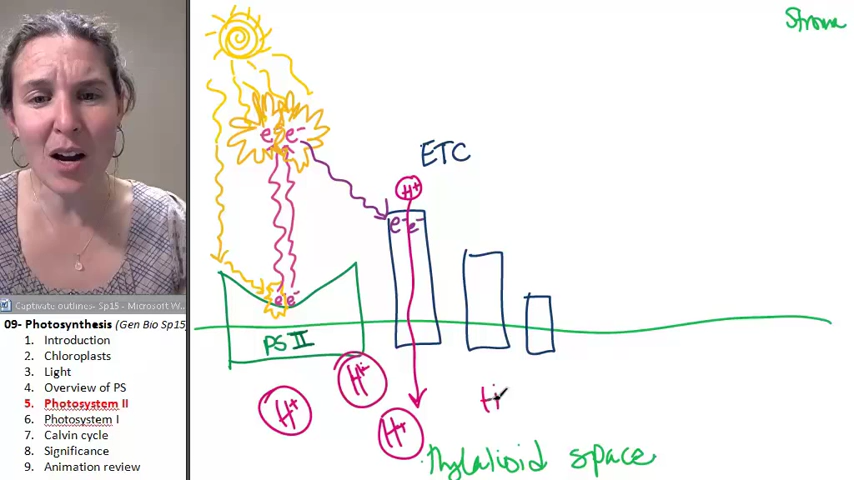 Stroma
e⁻ e⁻
ETC
H+
e⁻ e⁻
e⁻ e⁻
PS II
H+
H+
H+
H+
thylakoid space
Captivate outlines- Sp15 - Microsoft W...
09- Photosynthesis (Gen Bio Sp15)
1. Introduction
2. Chloroplasts
3. Light
4. Overview of PS
5. Photosystem II
6. Photosystem I
7. Calvin cycle
8. Significance
9. Animation review